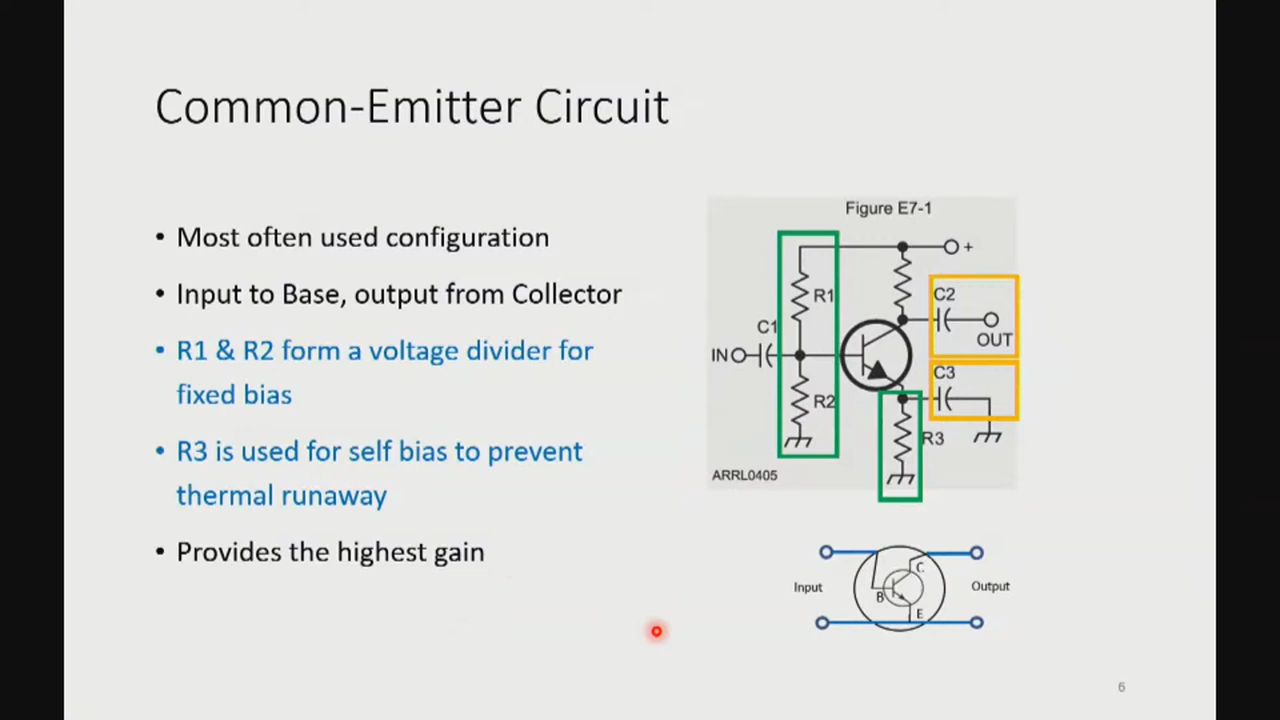 Common-Emitter Circuit
• Most often used configuration
• Input to Base, output from Collector
• R1 & R2 form a voltage divider for
fixed bias
• R3 is used for self bias to prevent
thermal runaway
• Provides the highest gain
Figure E7-1
+
R1
C2
C1
OUT
IN
C3
R2
R3
ARRL0405
C
Input
B
Output
E
6